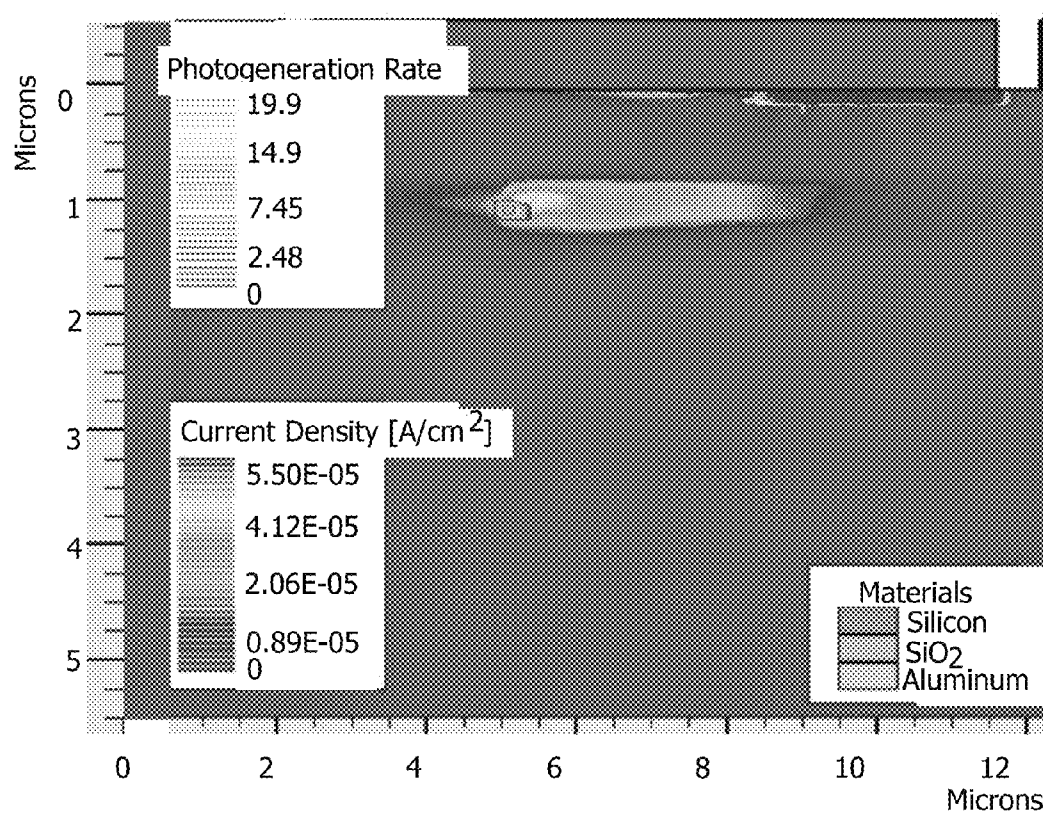 Photogeneration Rate
19.9
14.9
7.45
2.48
0
Microns
0
1
2
3
4
5
Current Density [A/cm²]
5.50E-05
4.12E-05
2.06E-05
0.89E-05
0
Materials
Silicon
SiO₂
Aluminum
0 2 4 6 8 10 12
Microns